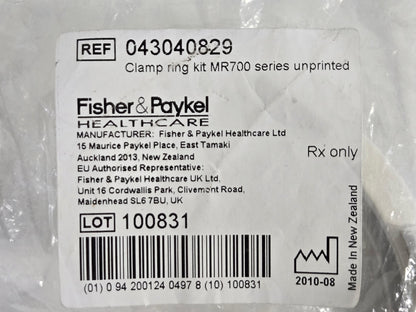 REF 043040829
Clamp ring kit MR700 series unprinted
Fisher&Paykel
HEALTHCARE
MANUFACTURER: Fisher & Paykel Healthcare Ltd
15 Maurice Paykel Place, East Tamaki
Auckland 2013, New Zealand
EU Authorised Representative:
Fisher & Paykel Healthcare UK Ltd,
Unit 16 Cordwallis Park, Clivemont Road,
Maidenhead SL6 7BU, UK
Rx only
LOT 100831
(01) 0 94 200124 0497 8 (10) 100831
2010-08
Made In New Zealand